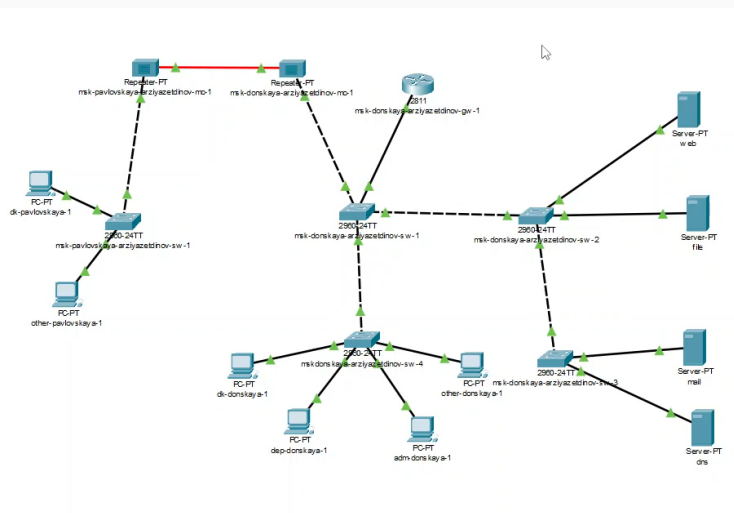 Repeater-PT
msk-pavlovskaya-arziyazetdinov-mc-1
Repeater-PT
msk-donskaya-arziyazetdinov-mc-1
2811
msk-donskaya-arziyazetdinov-gw-1
Server-PT
web
PC-PT
dk-pavlovskaya-1
2960-24TT
msk-pavlovskaya-arziyazetdinov-sw-1
2960-24TT
msk-donskaya-arziyazetdinov-sw-1
2960-24TT
msk-donskaya-arziyazetdinov-sw-2
Server-PT
file
PC-PT
other-pavlovskaya-1
2960-24TT
mskdonskaya-arziyazetdinov-sw-4
2960-24TT
msk-donskaya-arziyazetdinov-sw-3
Server-PT
mail
PC-PT
dk-donskaya-1
PC-PT
other-donskaya-1
PC-PT
dep-donskaya-1
PC-PT
adm-donskaya-1
Server-PT
dns